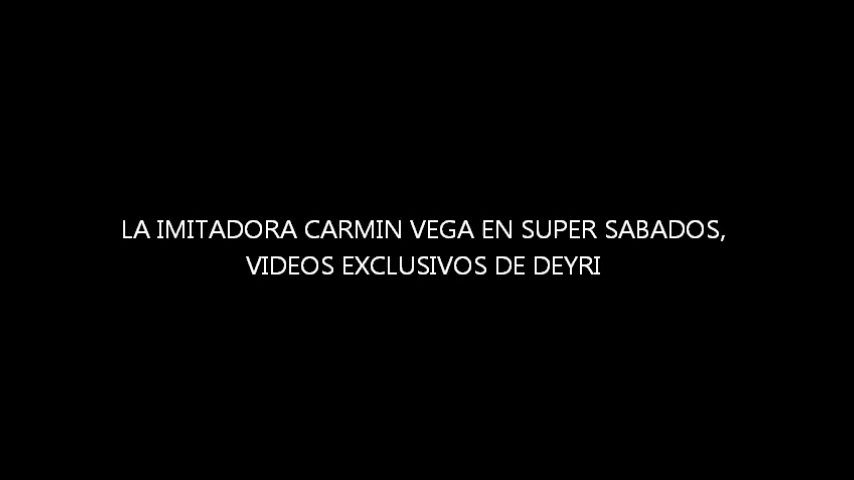 LA IMITADORA CARMIN VEGA EN SUPER SABADOS,
VIDEOS EXCLUSIVOS DE DEYRI